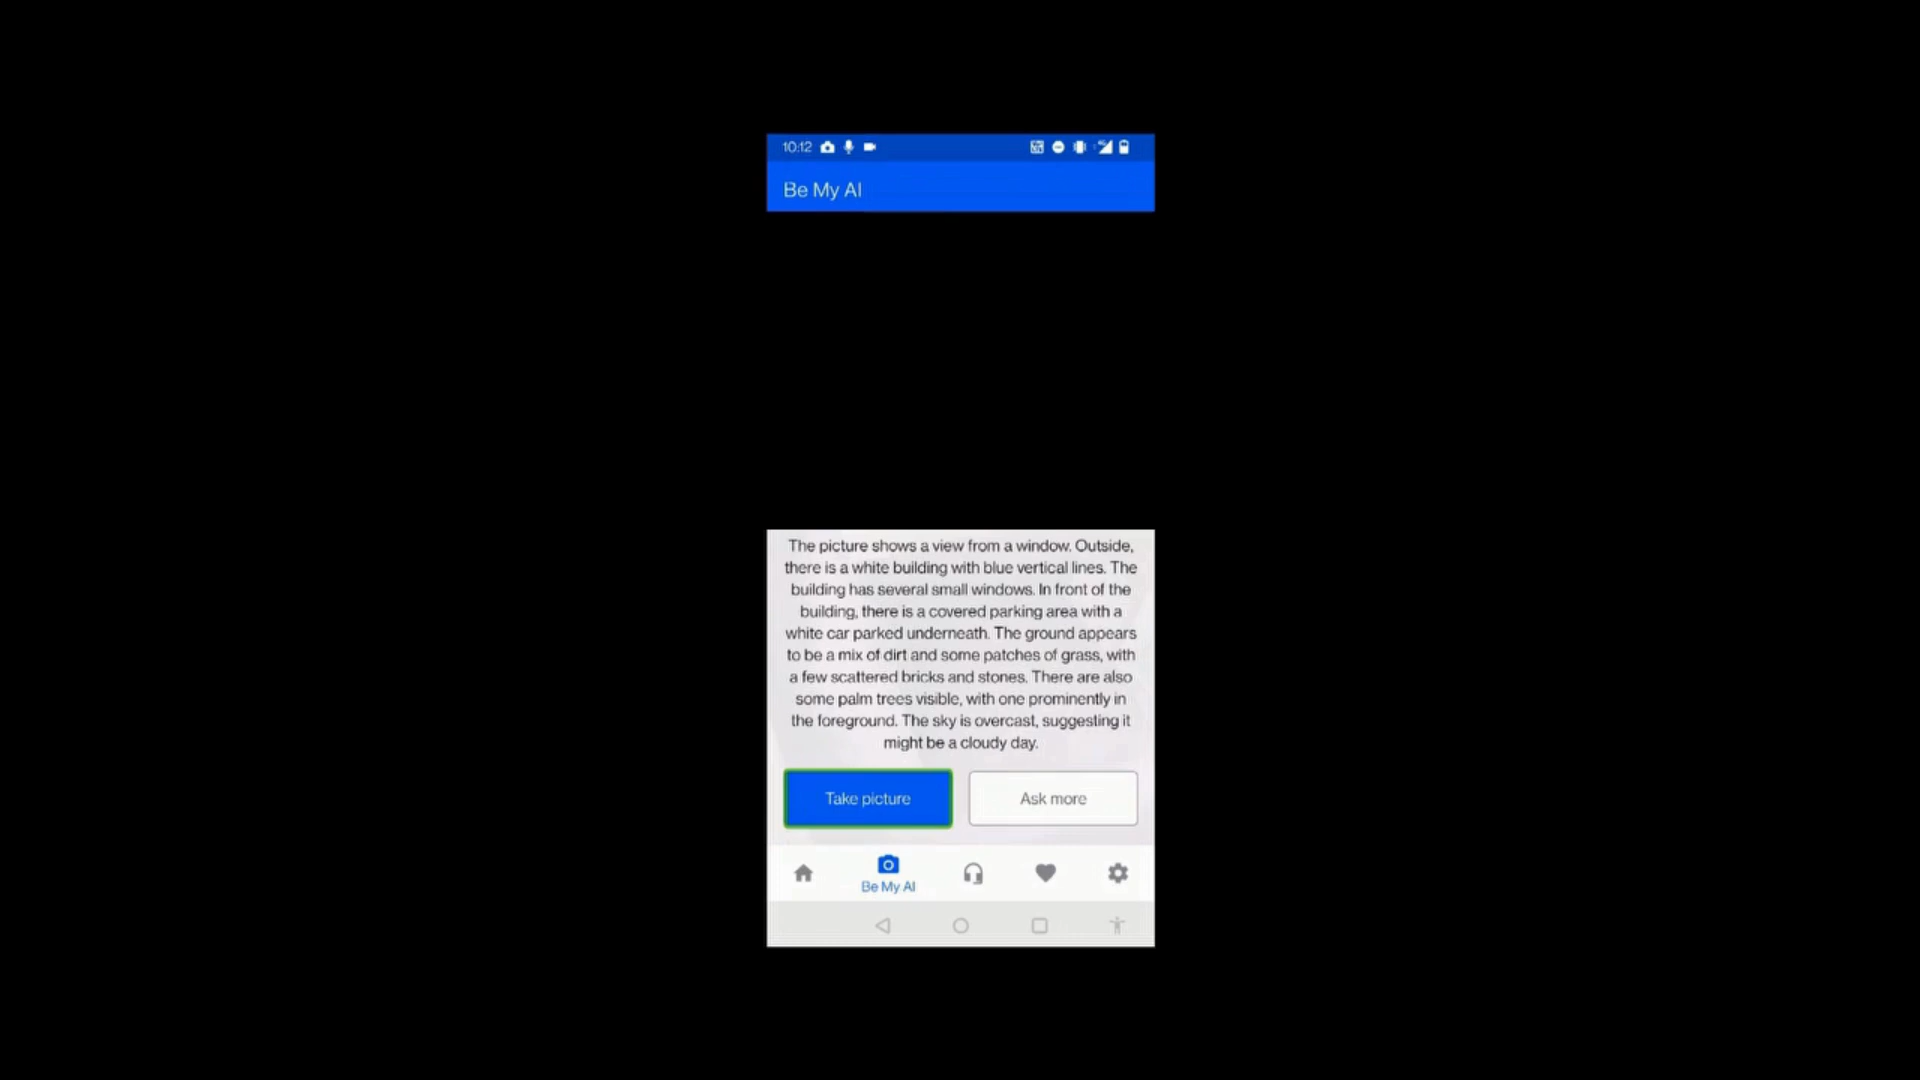 10:12
Be My AI
The picture shows a view from a window. Outside,
there is a white building with blue vertical lines. The
building has several small windows. In front of the
building, there is a covered parking area with a
white car parked underneath. The ground appears
to be a mix of dirt and some patches of grass, with
a few scattered bricks and stones. There are also
some palm trees visible, with one prominently in
the foreground. The sky is overcast, suggesting it
might be a cloudy day.
Take picture
Ask more
Be My AI